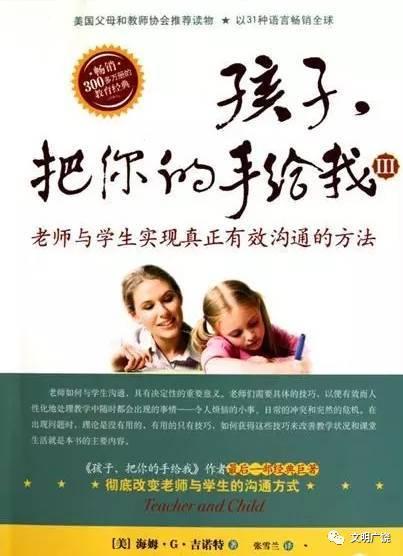 美国父母和教师协会推荐读物 ★ 以31种语言畅销全球
畅销
300多万册的
教育经典
孩子，
把你的手给我 III
老师与学生实现真正有效沟通的方法
老师如何与学生沟通，具有决定性的重要意义。老师们需要具体的技巧，以便有效而人
性化地处理教学中随时都会出现的事情——令人烦恼的小事、日常的冲突和突然的危机。在
出现问题时，理论是没有用的，有用的只有技巧，如何获得这些技巧来改善教学状况和课堂
生活就是本书的主要内容。
《孩子，把你的手给我》作者最后一部经典巨著
★ 彻底改变老师与学生的沟通方式 ★
Teacher and Child
[美] 海姆·G·吉诺特 著 张雪兰 译
文明广饶